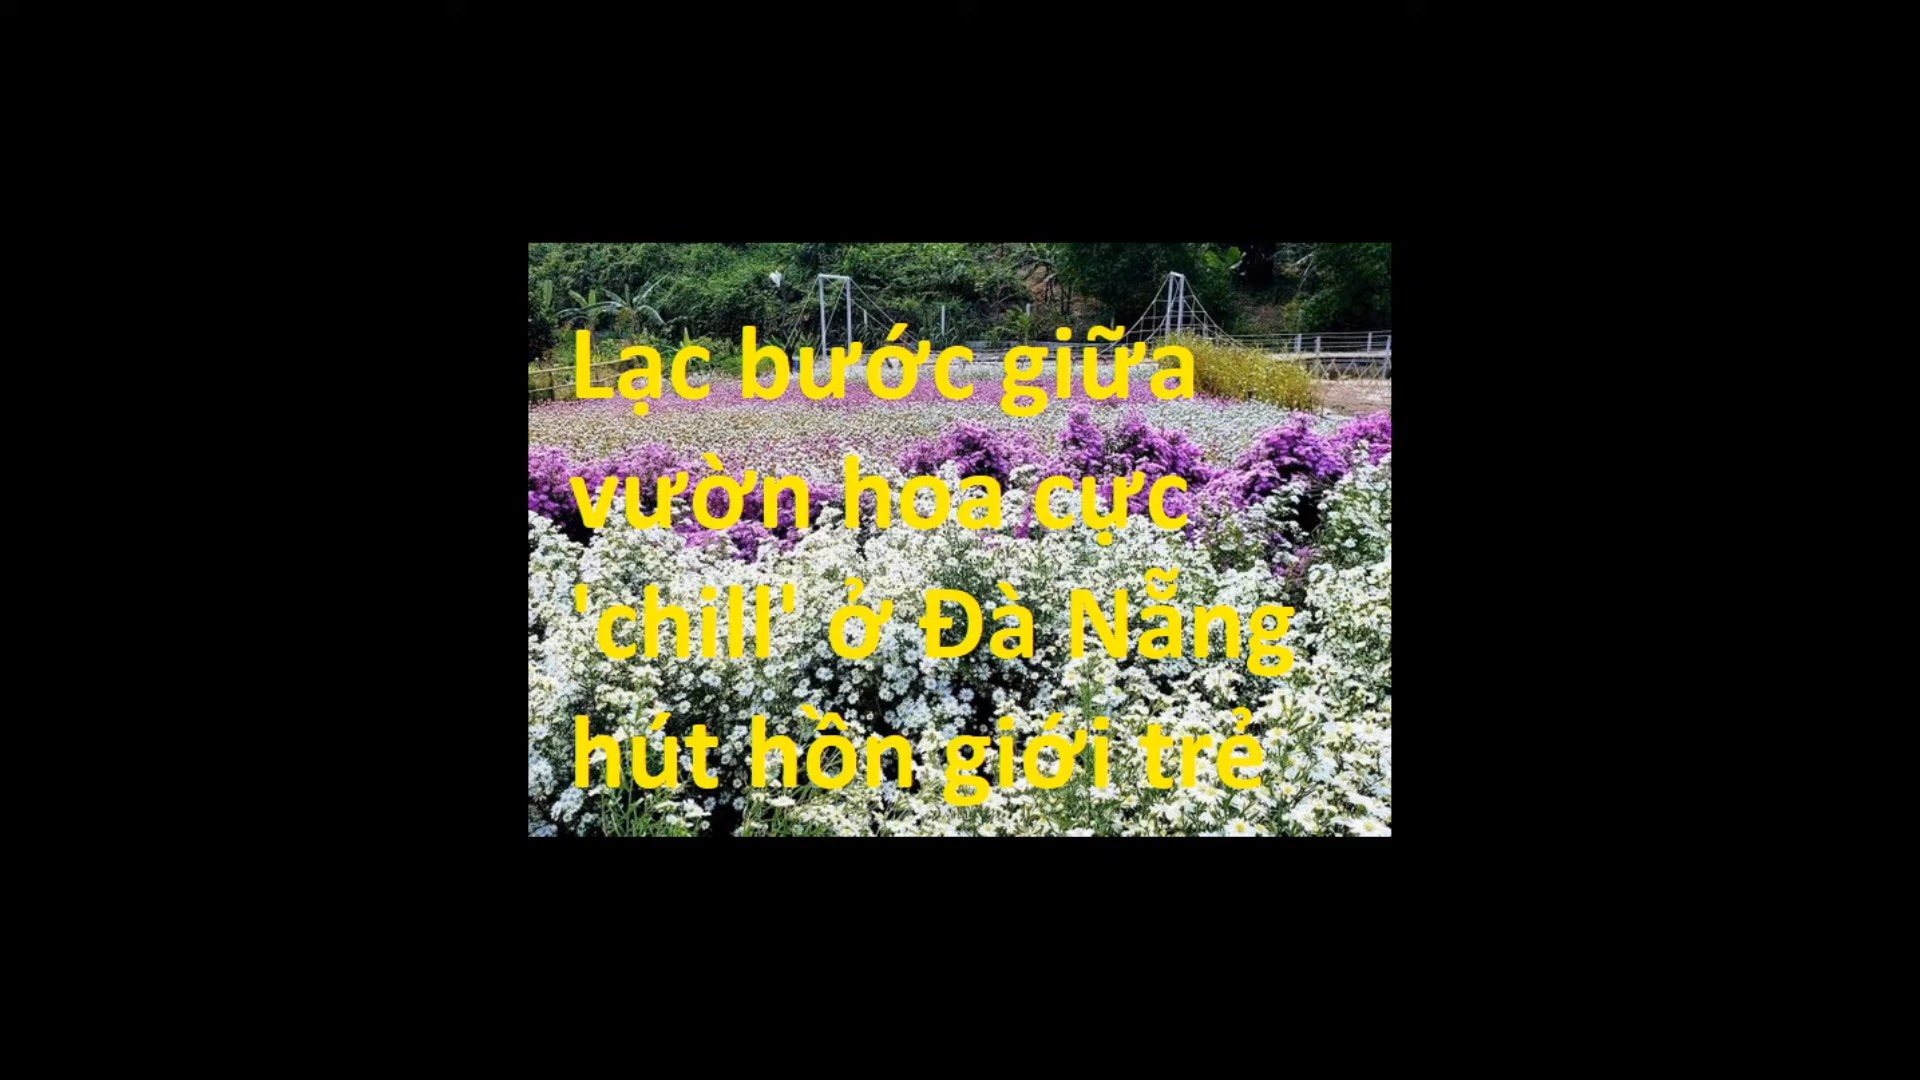 Lạc bước giữa
vườn hoa cực
'chill' ở Đà Nẵng
hút hồn giới trẻ